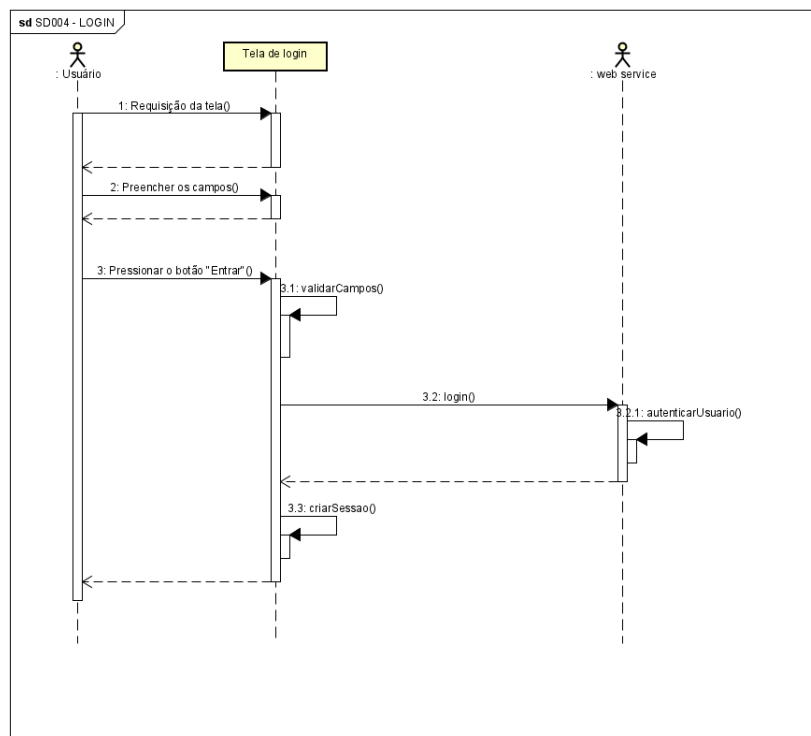 sd SD004 - LOGIN
: Usuário
Tela de login
: web service
1: Requisição da tela()
2: Preencher os campos()
3: Pressionar o botão "Entrar"()
3.1: validarCampos()
3.2: login()
3.2.1: autenticarUsuario()
3.3: criarSessao()